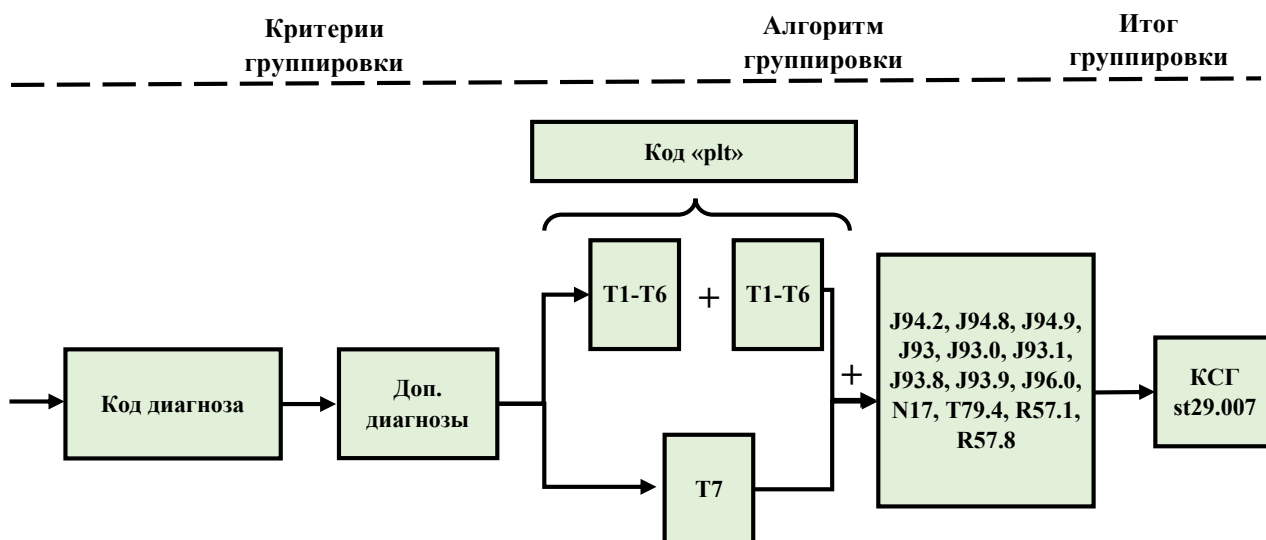 Критерии
группировки
Алгоритм
группировки
Итог
группировки
Код «plt»
T1-T6
+
T1-T6
J94.2, J94.8, J94.9,
J93, J93.0, J93.1,
J93.8, J93.9, J96.0,
N17, T79.4, R57.1,
R57.8
+
Код диагноза
Доп.
диагнозы
КСГ
st29.007
T7